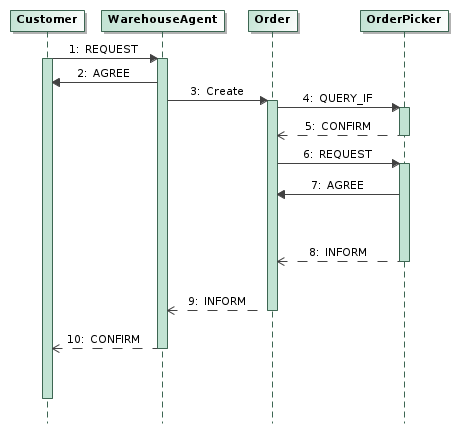 Customer
WarehouseAgent
Order
OrderPicker
1: REQUEST
2: AGREE
3: Create
4: QUERY_IF
5: CONFIRM
6: REQUEST
7: AGREE
8: INFORM
9: INFORM
10: CONFIRM